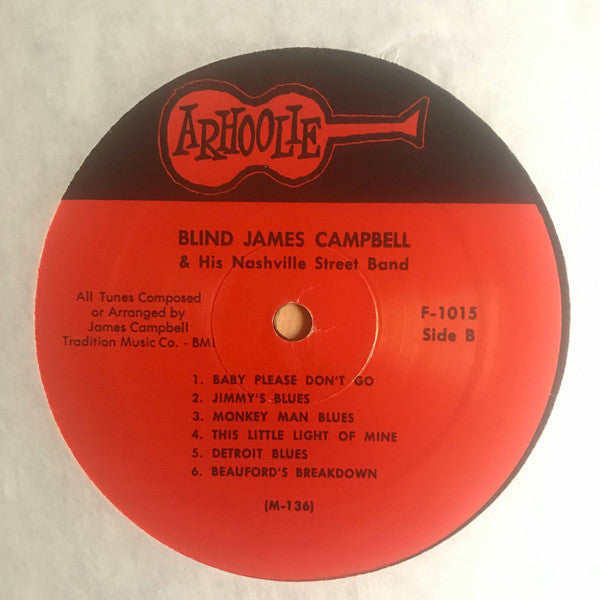 ARHOOLIE
BLIND JAMES CAMPBELL
& His Nashville Street Band
All Tunes Composed
or Arranged by
James Campbell
Tradition Music Co. - BMI
F-1015
Side B
1. BABY PLEASE DON'T GO
2. JIMMY'S BLUES
3. MONKEY MAN BLUES
4. THIS LITTLE LIGHT OF MINE
5. DETROIT BLUES
6. BEAUFORD'S BREAKDOWN
(M-136)